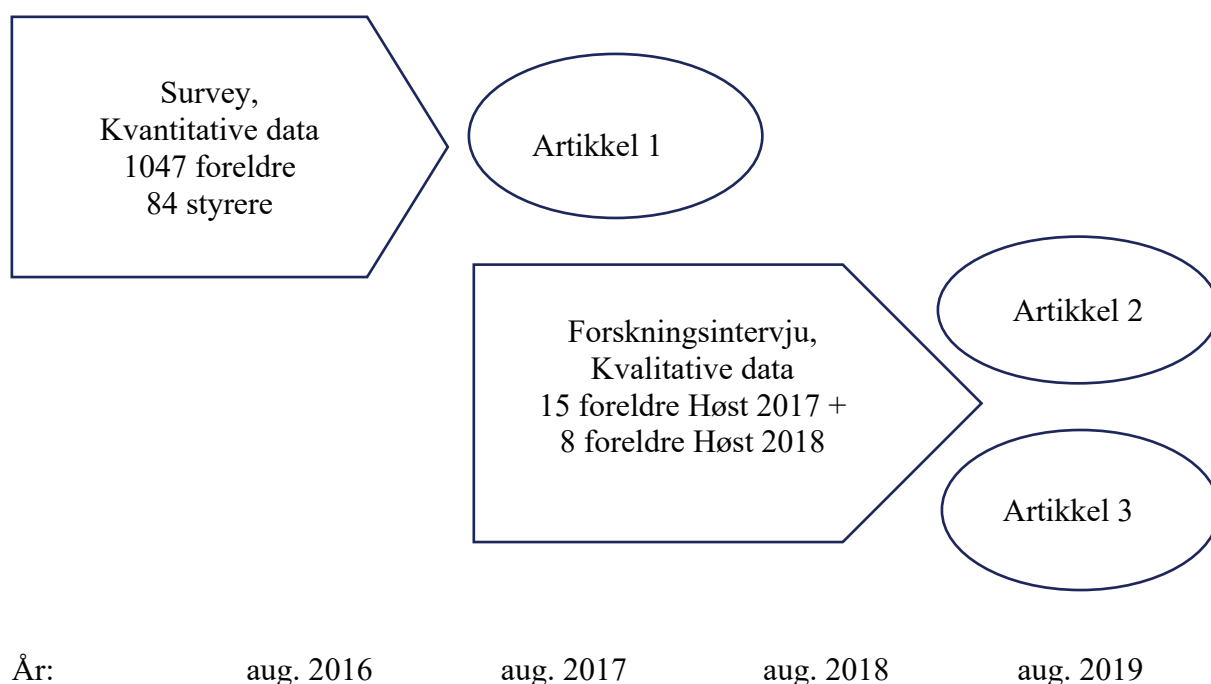 Survey,
Kvantitative data
1047 foreldre
84 styrere
Artikkel 1
Forskningsintervju,
Kvalitative data
15 foreldre Høst 2017 +
8 foreldre Høst 2018
Artikkel 2
Artikkel 3
År: aug. 2016 aug. 2017 aug. 2018 aug. 2019